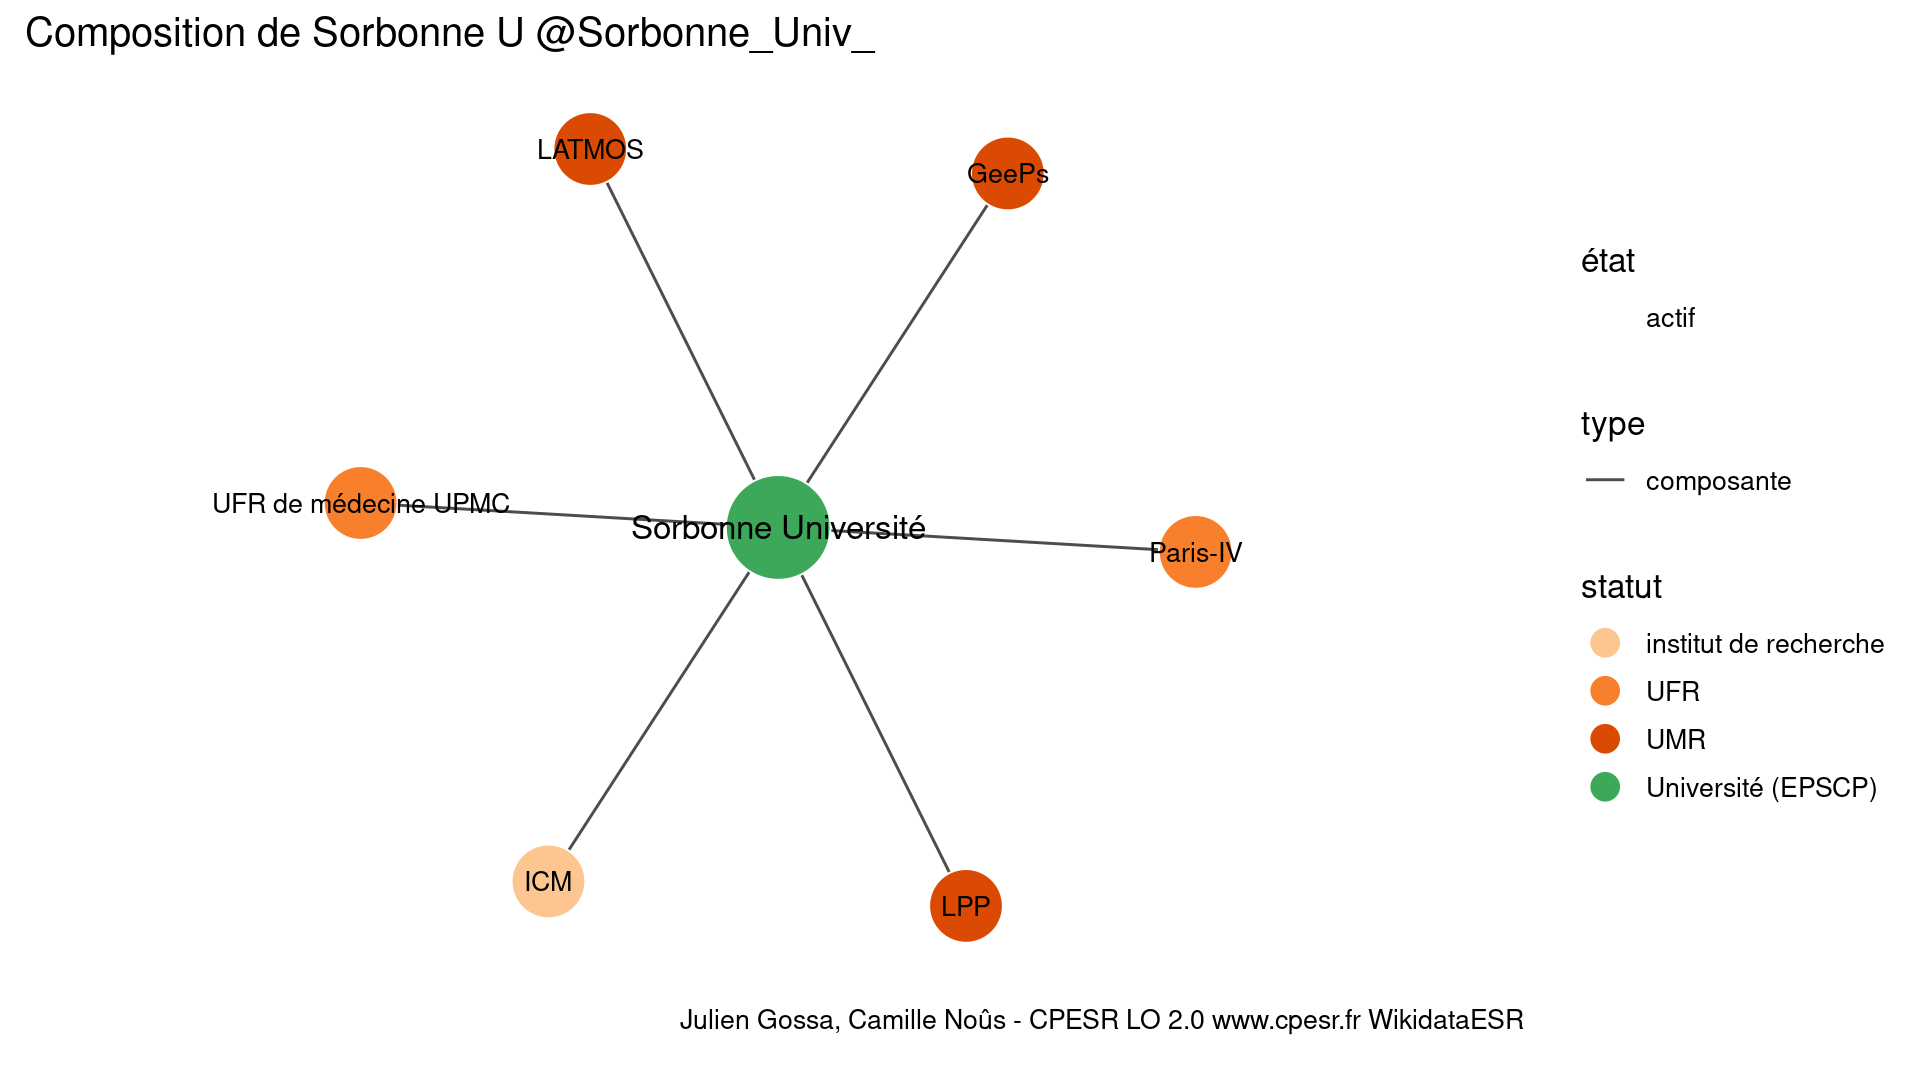 Composition de Sorbonne U @Sorbonne_Univ_
LATMOS
GeePs
UFR de médecine UPMC
Sorbonne Université
Paris-IV
ICM
LPP
état
actif
type
composante
statut
institut de recherche
UFR
UMR
Université (EPSCP)
Julien Gossa, Camille Noûs - CPESR LO 2.0 www.cpesr.fr WikidataESR